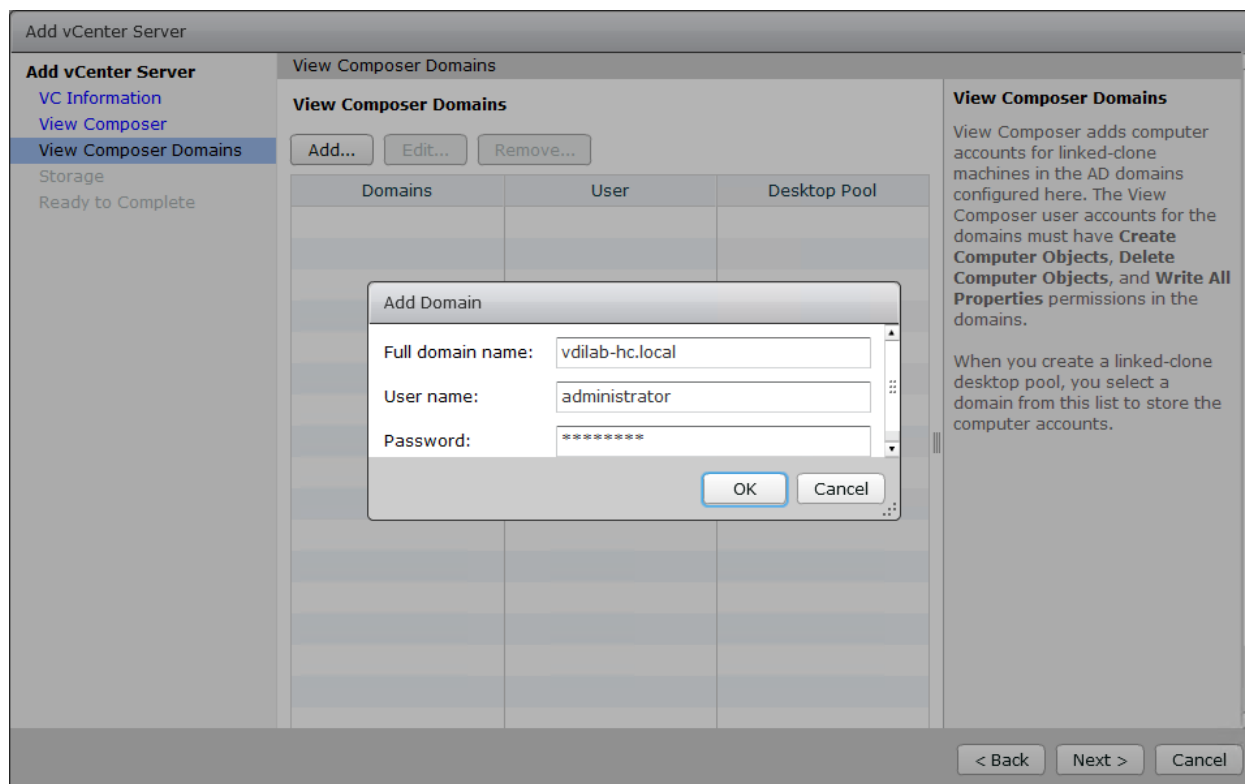 Add vCenter Server
Add vCenter Server
VC Information
View Composer
View Composer Domains
Storage
Ready to Complete
View Composer Domains
View Composer Domains
Add...
Edit...
Remove...
Domains
User
Desktop Pool
Add Domain
Full domain name:
vdilab-hc.local
User name:
administrator
Password:
********
OK
Cancel
View Composer Domains
View Composer adds computer
accounts for linked-clone
machines in the AD domains
configured here. The View
Composer user accounts for the
domains must have Create
Computer Objects, Delete
Computer Objects, and Write All
Properties permissions in the
domains.
When you create a linked-clone
desktop pool, you select a
domain from this list to store the
computer accounts.
< Back
Next >
Cancel